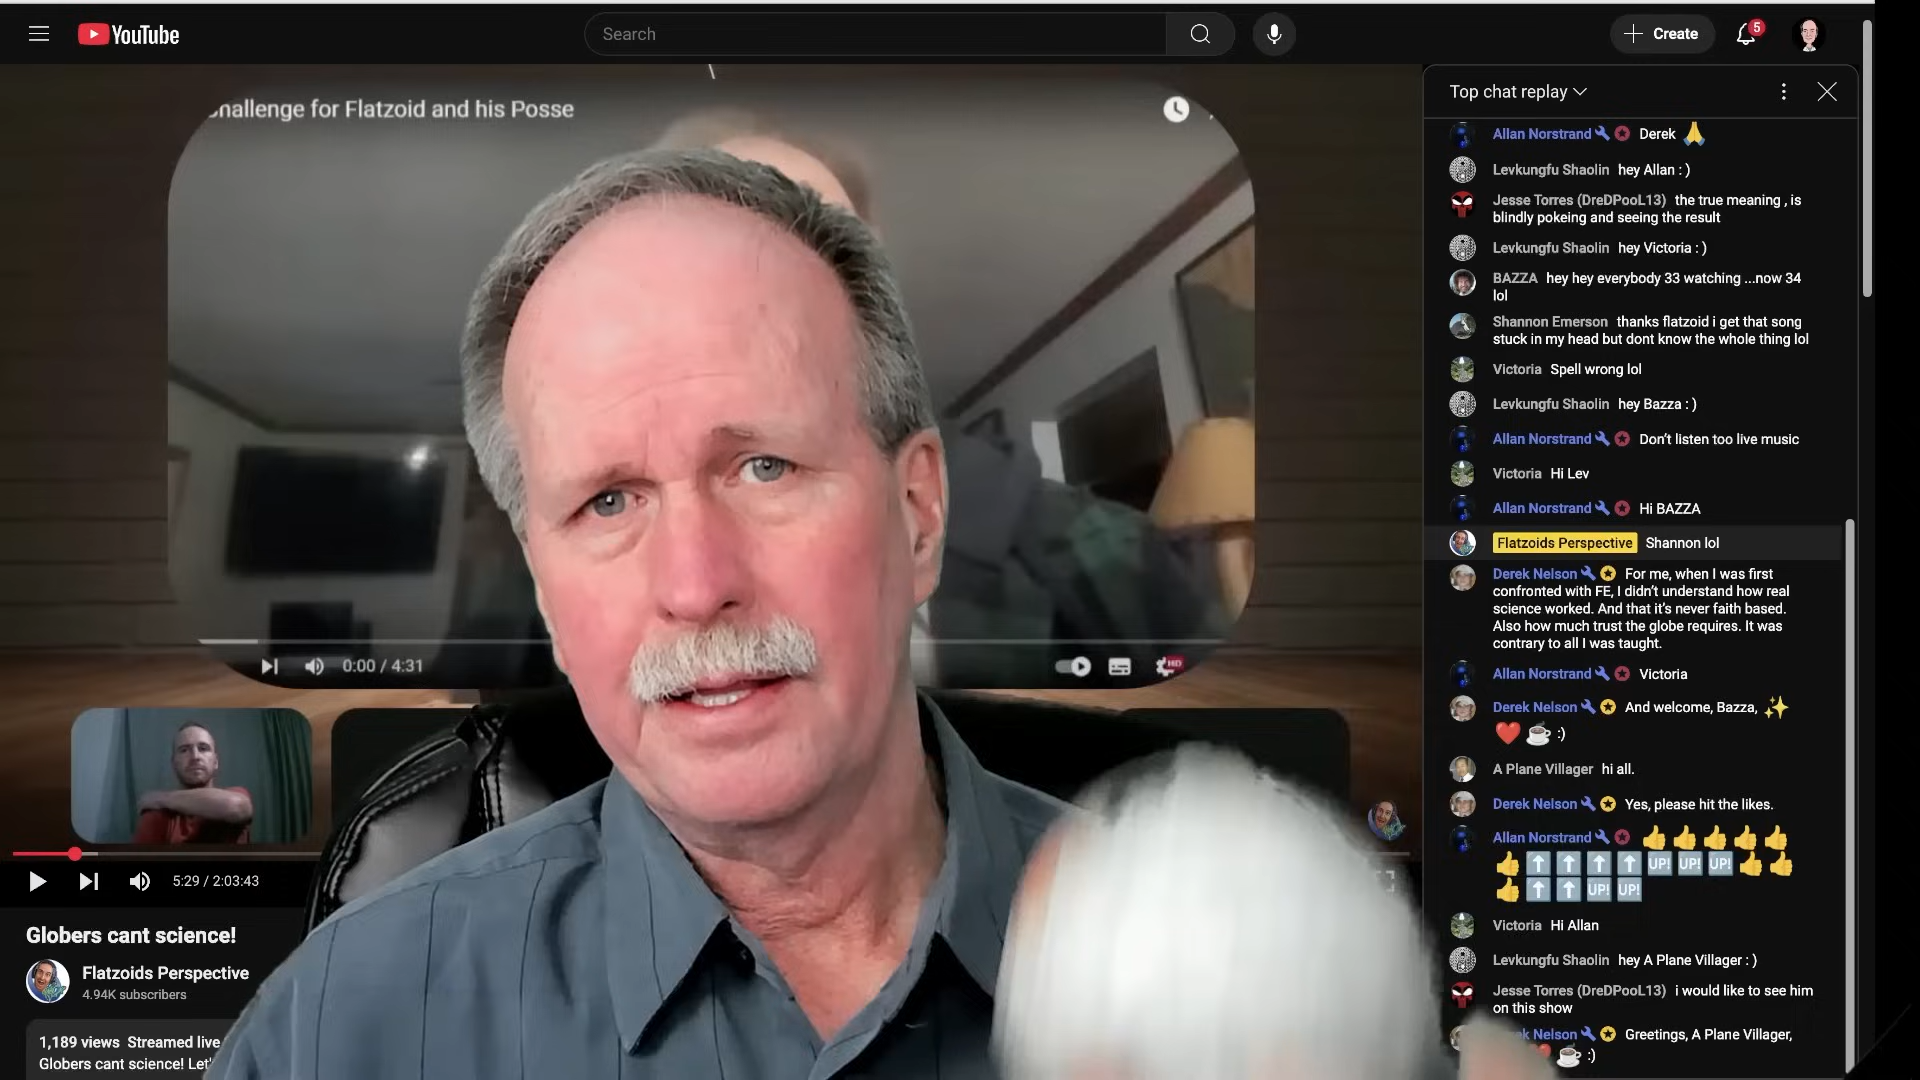 YouTube
Search
Create
5
hallenge for Flatzoid and his Posse
0:00 / 4:31
HD
5:29 / 2:03:43
Globers cant science!
Flatzoids Perspective
4.94K subscribers
1,189 views Streamed live
Globers cant science! Let'
Top chat replay
Allan Norstrand Derek 🙏
Levkungfu Shaolin hey Allan : )
Jesse Torres (DreDPooL13) the true meaning , is
blindly pokeing and seeing the result
Levkungfu Shaolin hey Victoria : )
BAZZA hey hey everybody 33 watching ...now 34
lol
Shannon Emerson thanks flatzoid i get that song
stuck in my head but dont know the whole thing lol
Victoria Spell wrong lol
Levkungfu Shaolin hey Bazza : )
Allan Norstrand Don't listen too live music
Victoria Hi Lev
Allan Norstrand Hi BAZZA
Flatzoids Perspective Shannon lol
Derek Nelson For me, when I was first
confronted with FE, I didn't understand how real
science worked. And that it's never faith based.
Also how much trust the globe requires. It was
contrary to all I was taught.
Allan Norstrand Victoria
Derek Nelson And welcome, Bazza, ✨
❤️ ☕ :)
A Plane Villager hi all.
Derek Nelson Yes, please hit the likes.
Allan Norstrand 👍👍👍👍👍
👍⬆️⬆️⬆️⬆️🆙🆙🆙👍👍
👍⬆️⬆️🆙🆙
Victoria Hi Allan
Levkungfu Shaolin hey A Plane Villager : )
Jesse Torres (DreDPooL13) i would like to see him
on this show
ek Nelson Greetings, A Plane Villager,
❤️ ☕ :)